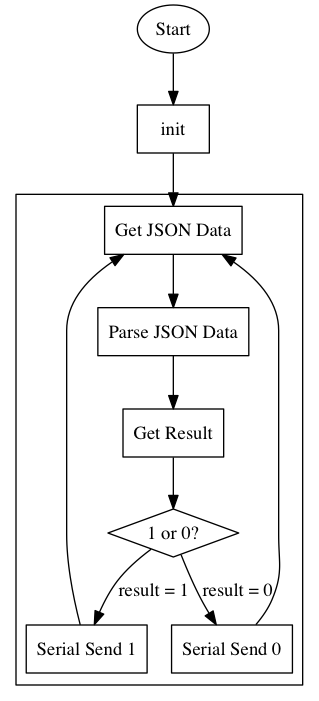 Start
init
Get JSON Data
Parse JSON Data
Get Result
1 or 0?
result = 1
result = 0
Serial Send 1
Serial Send 0